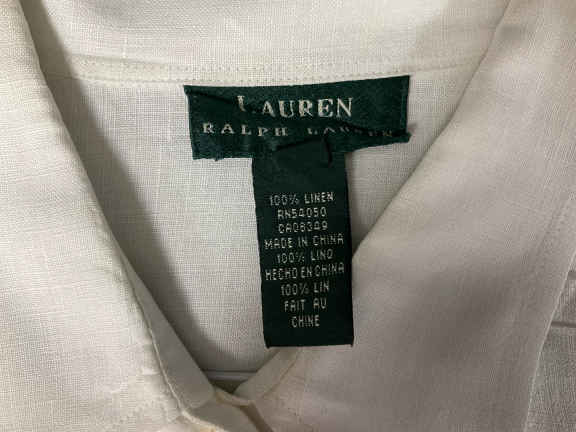 LAUREN
RALPH LAUREN
100% LINEN
RN54050
CA08349
MADE IN CHINA
100% LINO
HECHO EN CHINA
100% LIN
FAIT AU
CHINE